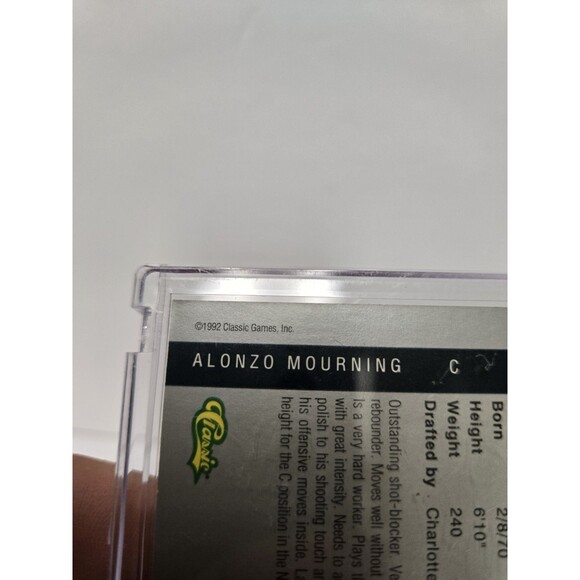 ©1992 Classic Games, Inc.
ALONZO MOURNING C
Classic
Born 2/8/70
Height 6'10"
Weight 240
Drafted by Charlotte
Outstanding shot-blocker.
rebounder. Moves well without
is a very hard worker. Plays
with great intensity. Needs to
polish to his shooting touch
his offensive moves inside.
height for the C position in the